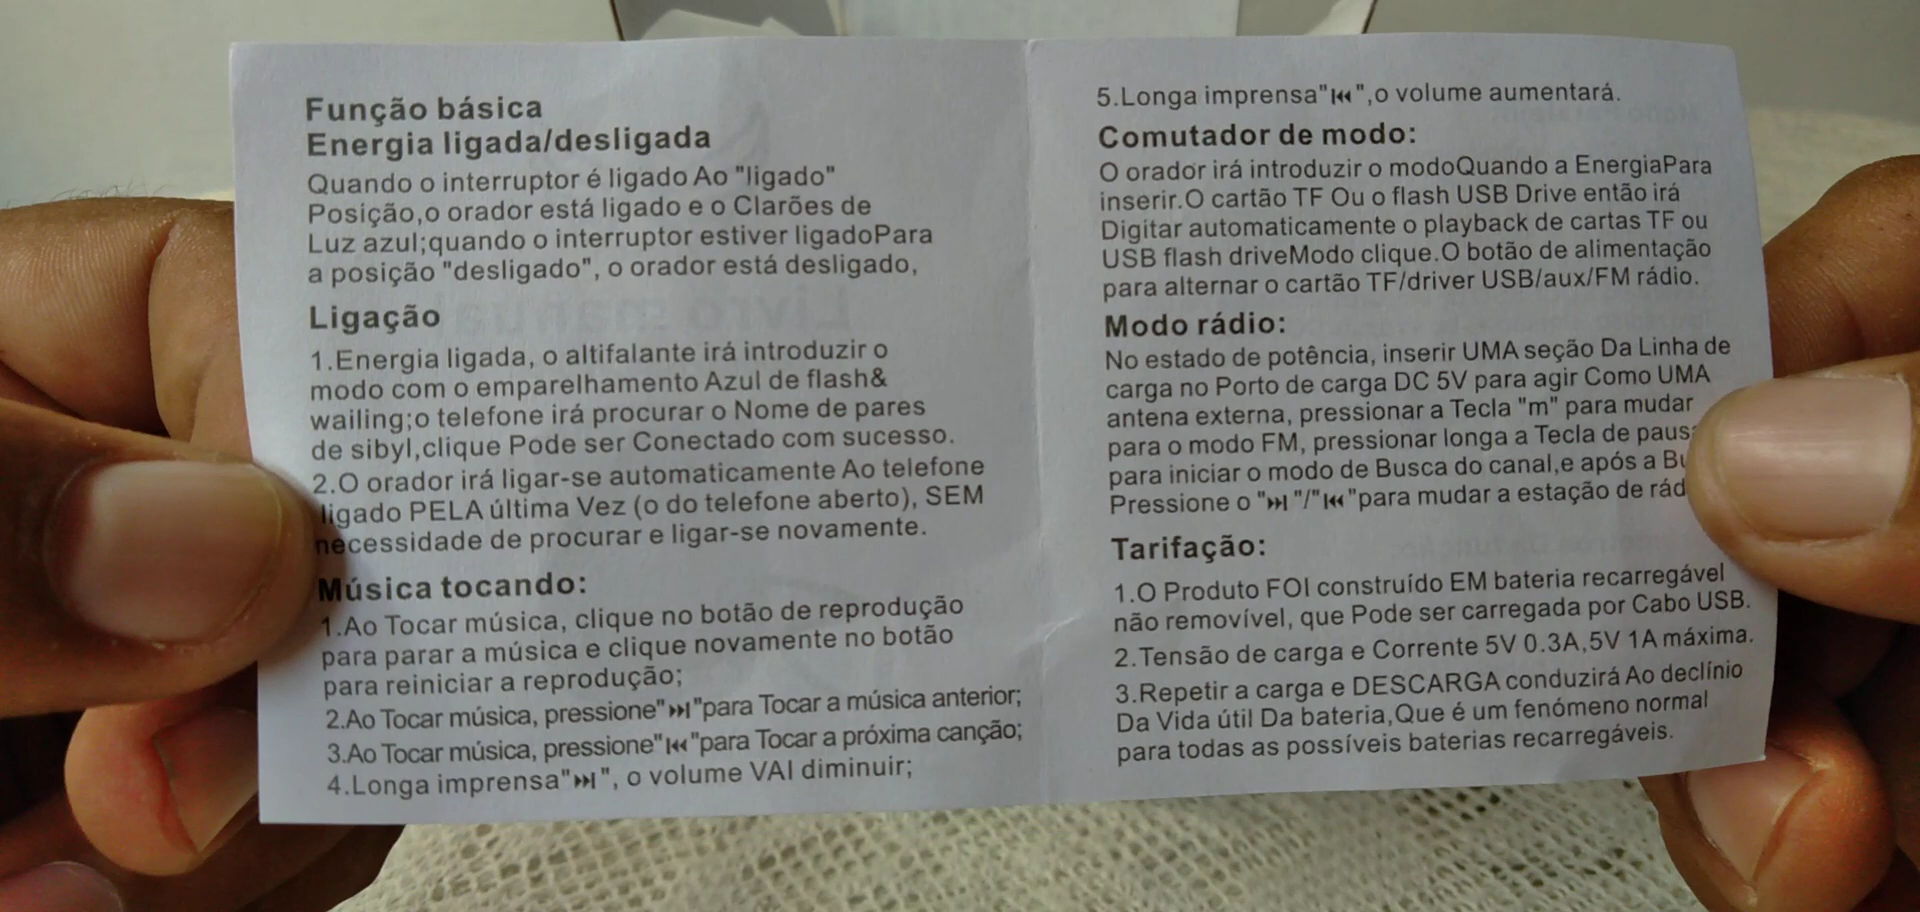 Função básica
Energia ligada/desligada
Quando o interruptor é ligado Ao "ligado"
Posição,o orador está ligado e o Clarões de
Luz azul;quando o interruptor estiver ligadoPara
a posição "desligado", o orador está desligado,
Ligação
1.Energia ligada, o altifalante irá introduzir o
modo com o emparelhamento Azul de flash&
wailing;o telefone irá procurar o Nome de pares
de sibyl,clique Pode ser Conectado com sucesso.
2.O orador irá ligar-se automaticamente Ao telefone
ligado PELA última Vez (o do telefone aberto), SEM
necessidade de procurar e ligar-se novamente.
Música tocando:
1.Ao Tocar música, clique no botão de reprodução
para parar a música e clique novamente no botão
para reiniciar a reprodução;
2.Ao Tocar música, pressione"⏭"para Tocar a música anterior;
3.Ao Tocar música, pressione"⏮"para Tocar a próxima canção;
4.Longa imprensa"⏭", o volume VAI diminuir;
5.Longa imprensa"⏮",o volume aumentará.
Comutador de modo:
O orador irá introduzir o modoQuando a EnergiaPara
inserir.O cartão TF Ou o flash USB Drive então irá
Digitar automaticamente o playback de cartas TF ou
USB flash driveModo clique.O botão de alimentação
para alternar o cartão TF/driver USB/aux/FM rádio.
Modo rádio:
No estado de potência, inserir UMA seção Da Linha de
carga no Porto de carga DC 5V para agir Como UMA
antena externa, pressionar a Tecla "m" para mudar
para o modo FM, pressionar longa a Tecla de
para iniciar o modo de Busca do canal,e após a
Pressione o "⏭"/"⏮"para mudar a estação de
Tarifação:
1.O Produto FOI construído EM bateria recarregável
não removível, que Pode ser carregada por Cabo USB.
2.Tensão de carga e Corrente 5V 0.3A,5V 1A máxima.
3.Repetir a carga e DESCARGA conduzirá Ao declínio
Da Vida útil Da bateria,Que é um fenómeno normal
para todas as possíveis baterias recarregáveis.